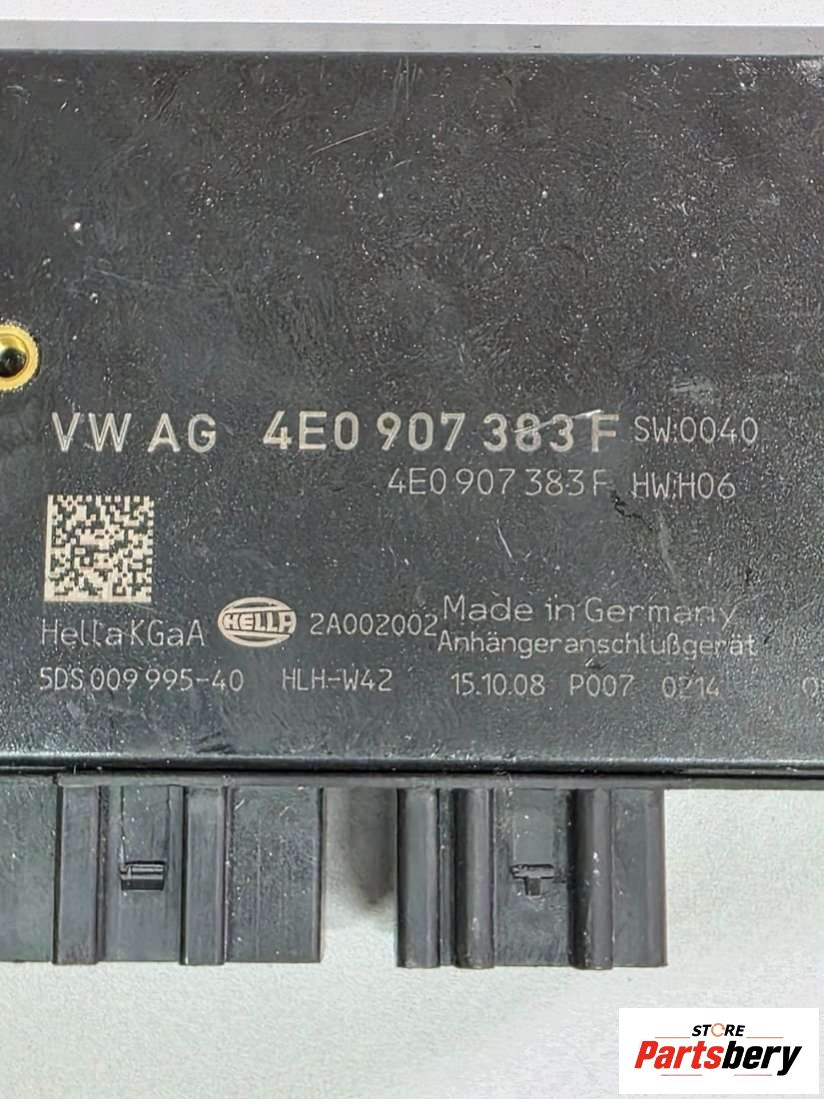 VW AG 4E0 907 383 F SW:0040
4E0 907 383 F HW:H06
Hella KGaA HELLA 2A002002 Made in Germany
Anhängeranschlußgerät
5DS 009 995-40 HLH-W42 15.10.08 P007 0214
STORE
Partsbery